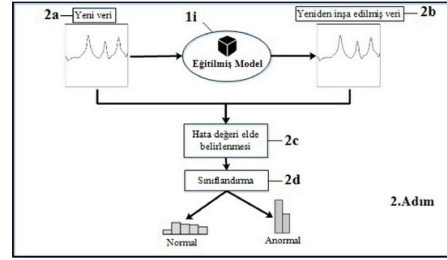 2a
Yeni veri
1i
Yeniden inşa edilmiş veri
2b
Eğitilmiş Model
Hata değeri elde
belirlenmesi
2c
Sınıflandırma
2d
2.Adım
Normal
Anormal